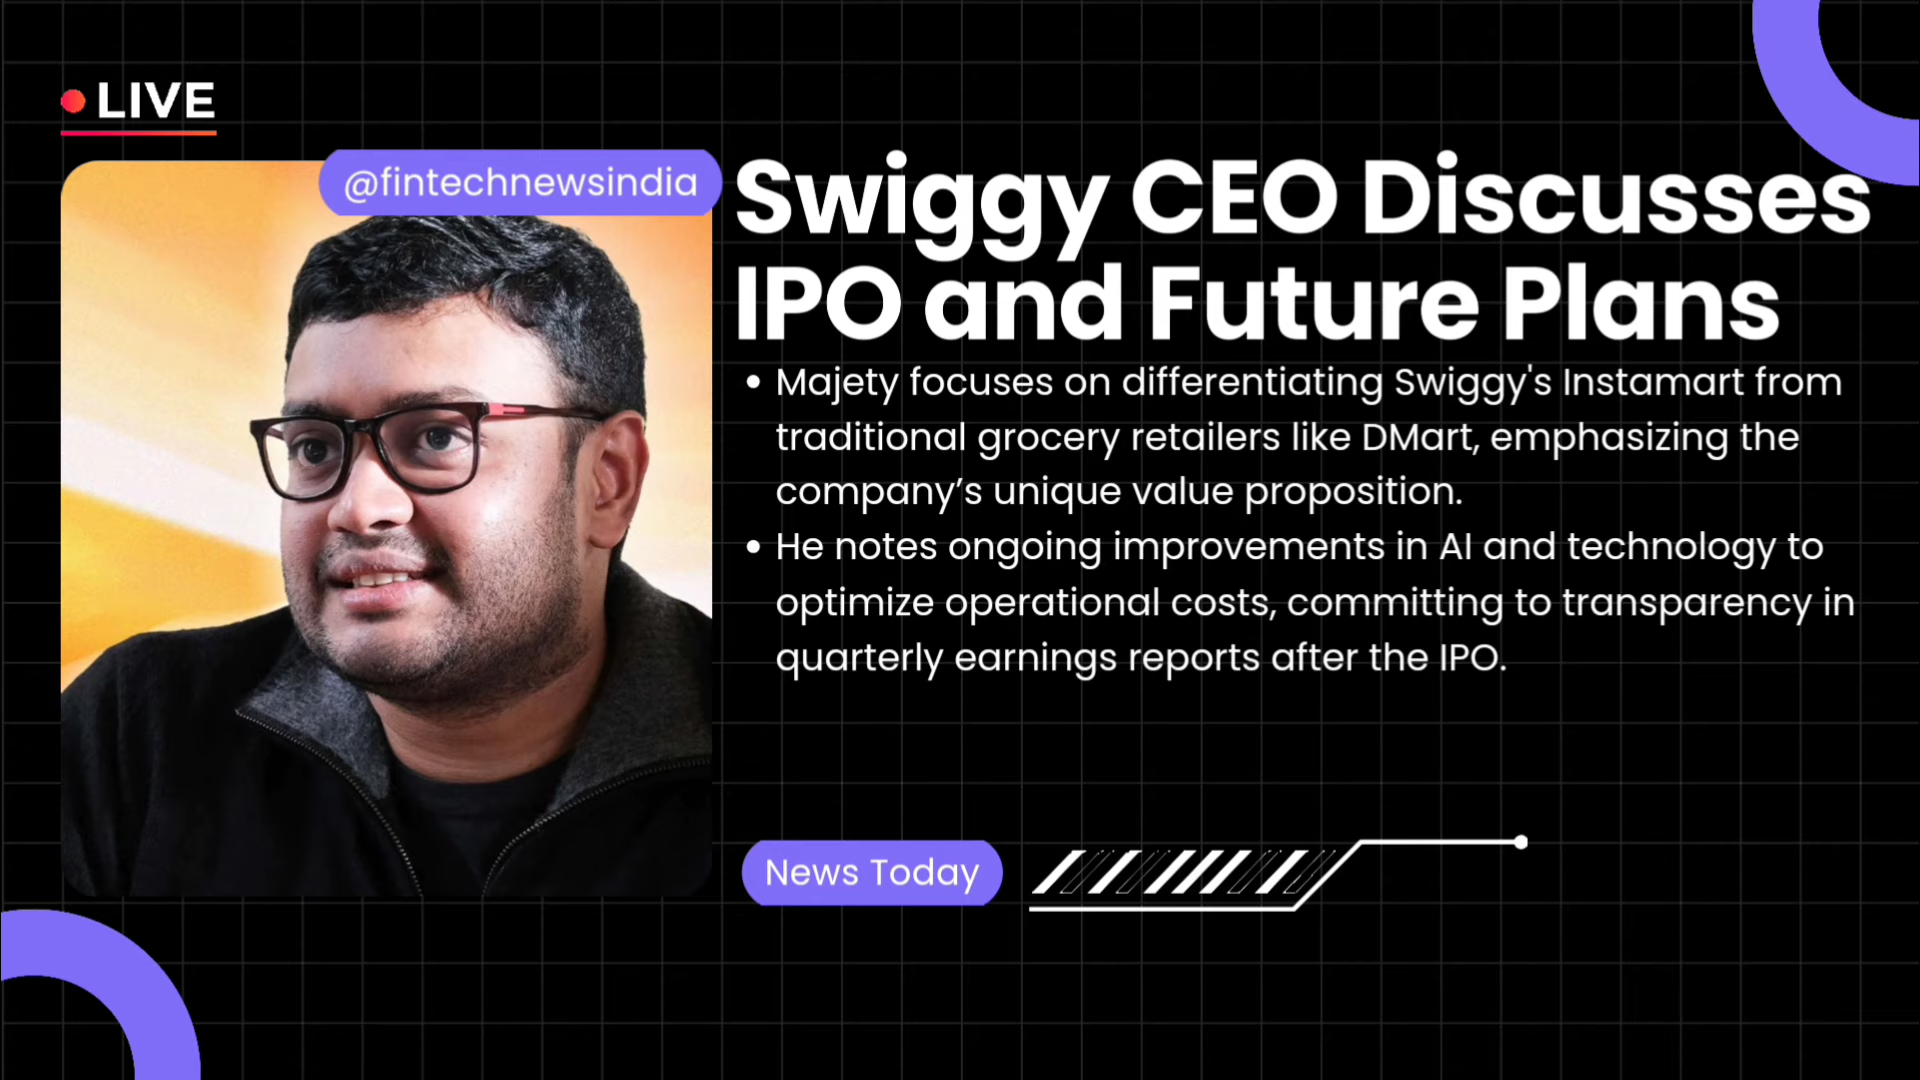 LIVE
@fintechnewsindia
Swiggy CEO Discusses
IPO and Future Plans
• Majety focuses on differentiating Swiggy's Instamart from
traditional grocery retailers like DMart, emphasizing the
company’s unique value proposition.
• He notes ongoing improvements in AI and technology to
optimize operational costs, committing to transparency in
quarterly earnings reports after the IPO.
News Today